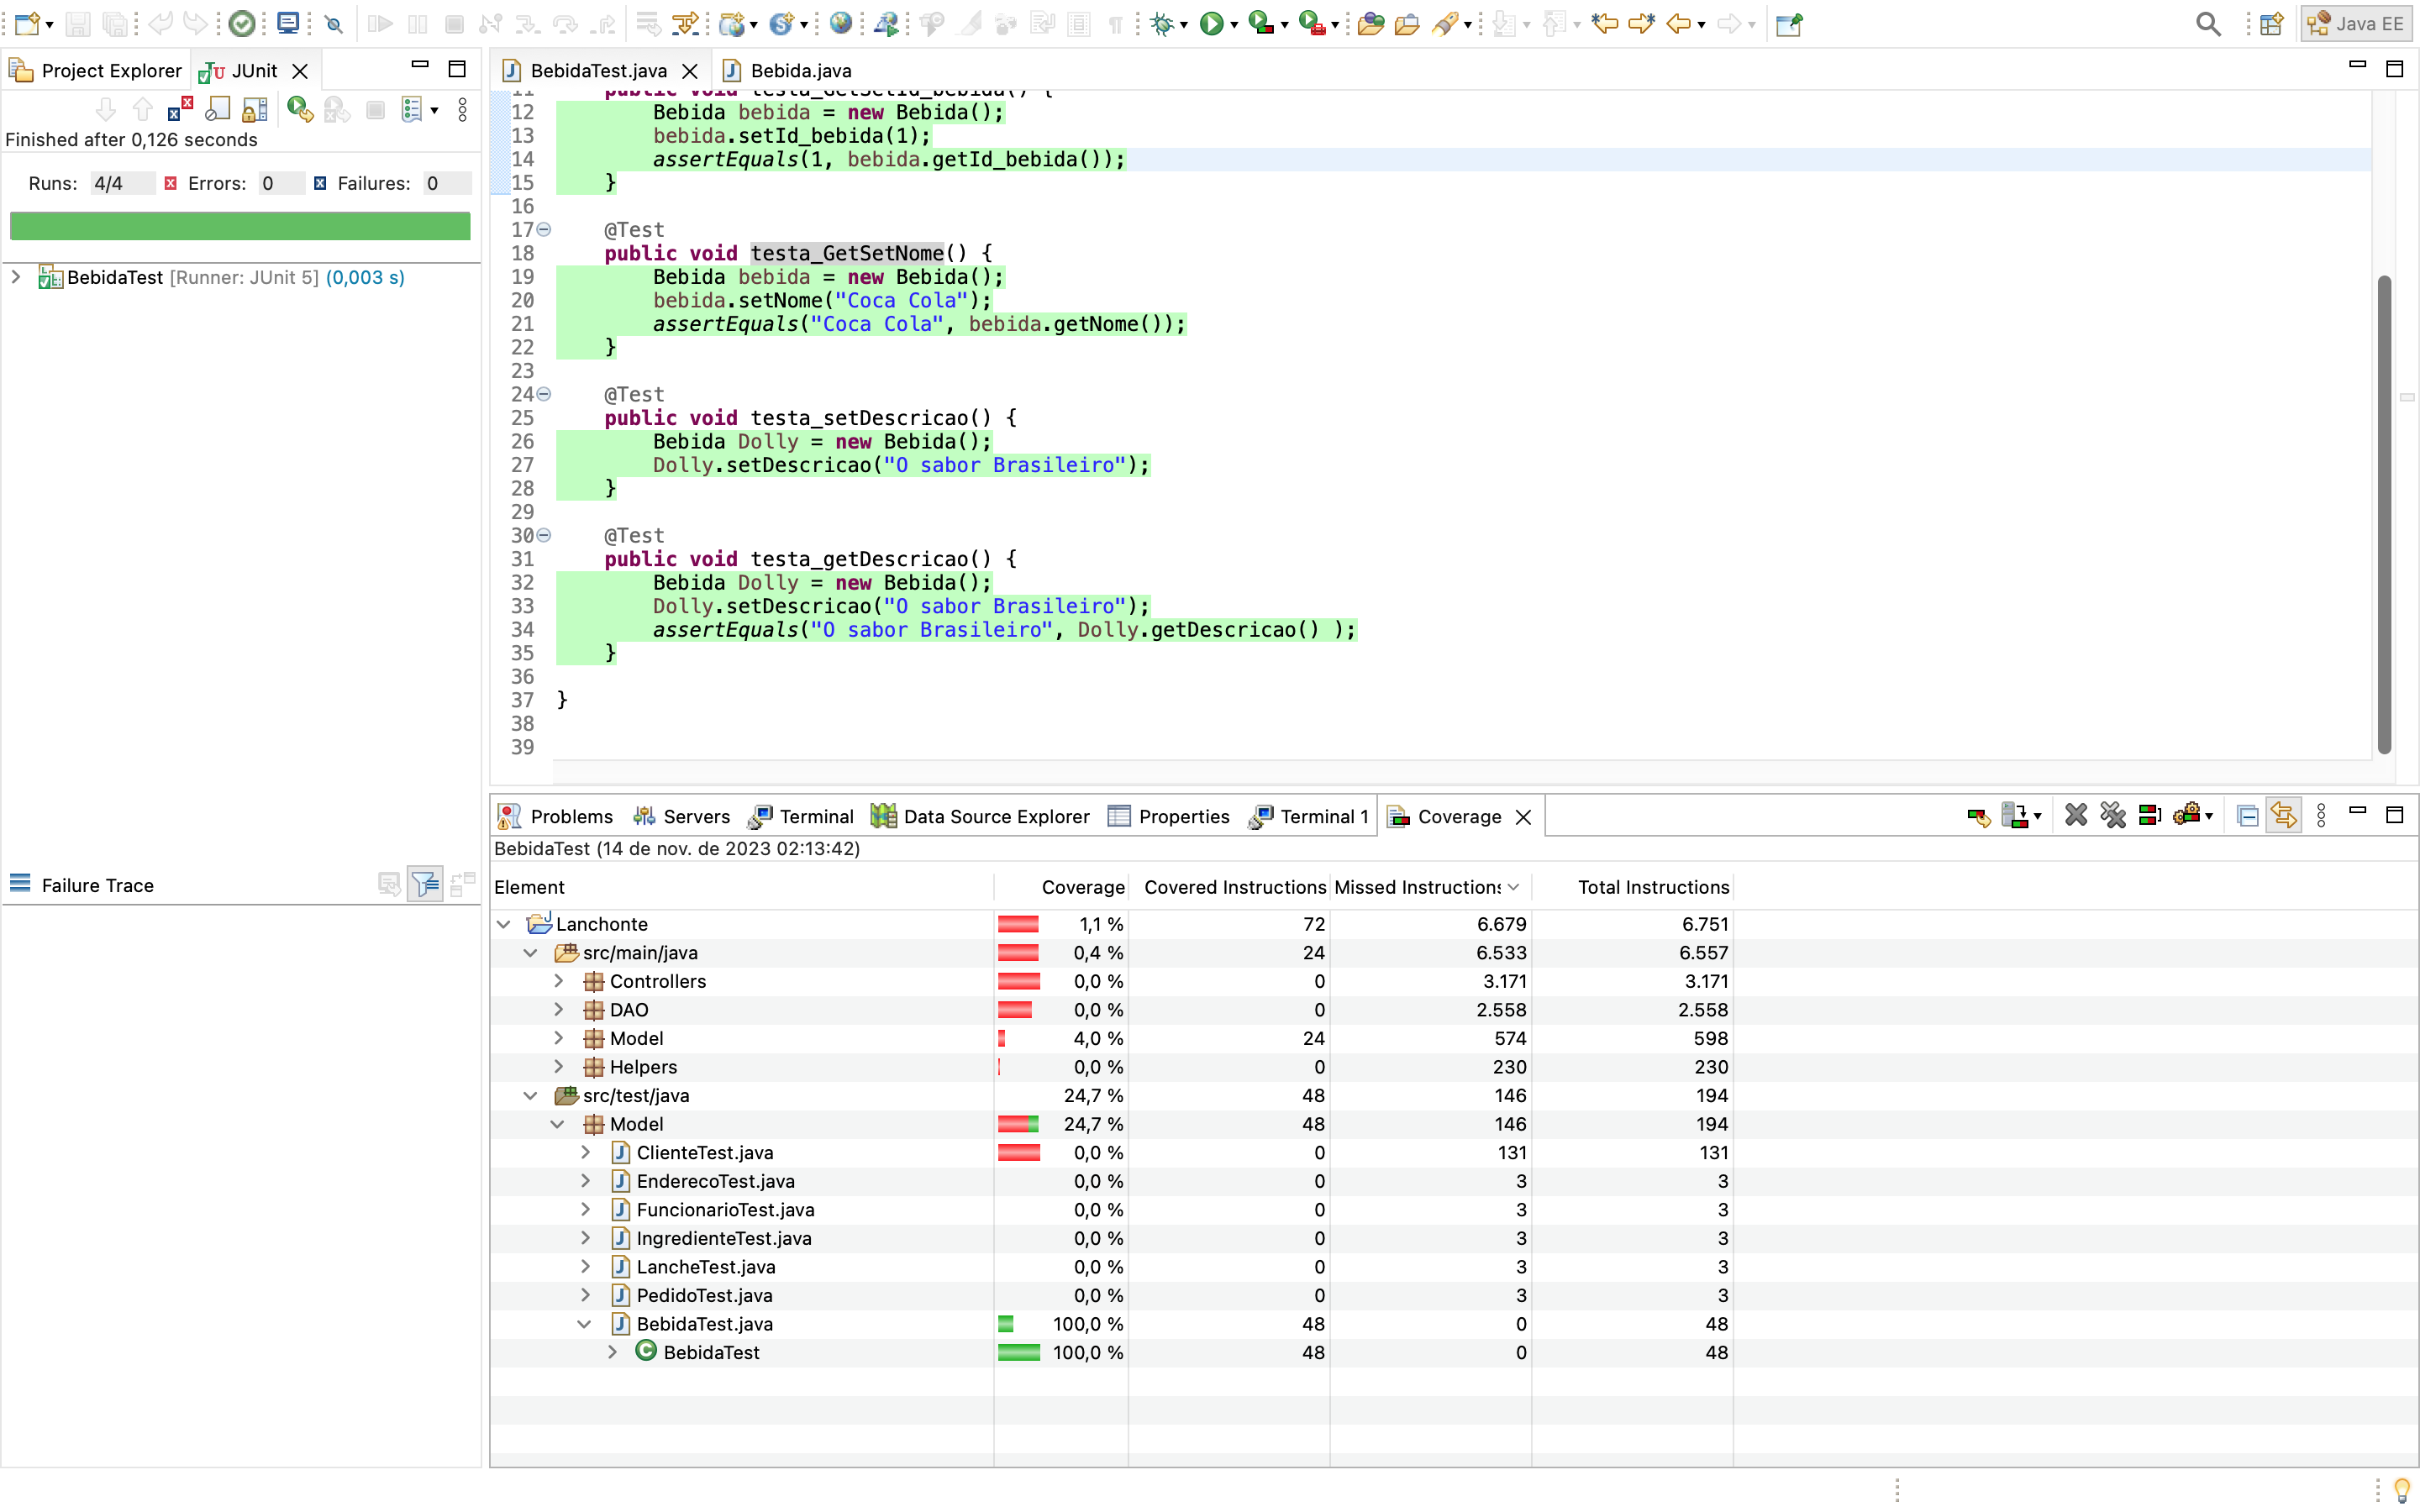 Java EE
Project Explorer JUnit
Finished after 0,126 seconds
Runs: 4/4 Errors: 0 Failures: 0
BebidaTest [Runner: JUnit 5] (0,003 s)
Failure Trace
BebidaTest.java Bebida.java
11 public void testa_GetSetId_bebida() {
12 Bebida bebida = new Bebida();
13 bebida.setId_bebida(1);
14 assertEquals(1, bebida.getId_bebida());
15 }
16
17 @Test
18 public void testa_GetSetNome() {
19 Bebida bebida = new Bebida();
20 bebida.setNome("Coca Cola");
21 assertEquals("Coca Cola", bebida.getNome());
22 }
23
24 @Test
25 public void testa_setDescricao() {
26 Bebida Dolly = new Bebida();
27 Dolly.setDescricao("O sabor Brasileiro");
28 }
29
30 @Test
31 public void testa_getDescricao() {
32 Bebida Dolly = new Bebida();
33 Dolly.setDescricao("O sabor Brasileiro");
34 assertEquals("O sabor Brasileiro", Dolly.getDescricao() );
35 }
36
37 }
38
39
Problems Servers Terminal Data Source Explorer Properties Terminal 1 Coverage
BebidaTest (14 de nov. de 2023 02:13:42)
Element Coverage Covered Instructions Missed Instructions Total Instructions
Lanchonte 1,1 % 72 6.679 6.751
src/main/java 0,4 % 24 6.533 6.557
Controllers 0,0 % 0 3.171 3.171
DAO 0,0 % 0 2.558 2.558
Model 4,0 % 24 574 598
Helpers 0,0 % 0 230 230
src/test/java 24,7 % 48 146 194
Model 24,7 % 48 146 194
ClienteTest.java 0,0 % 0 131 131
EnderecoTest.java 0,0 % 0 3 3
FuncionarioTest.java 0,0 % 0 3 3
IngredienteTest.java 0,0 % 0 3 3
LancheTest.java 0,0 % 0 3 3
PedidoTest.java 0,0 % 0 3 3
BebidaTest.java 100,0 % 48 0 48
BebidaTest 100,0 % 48 0 48